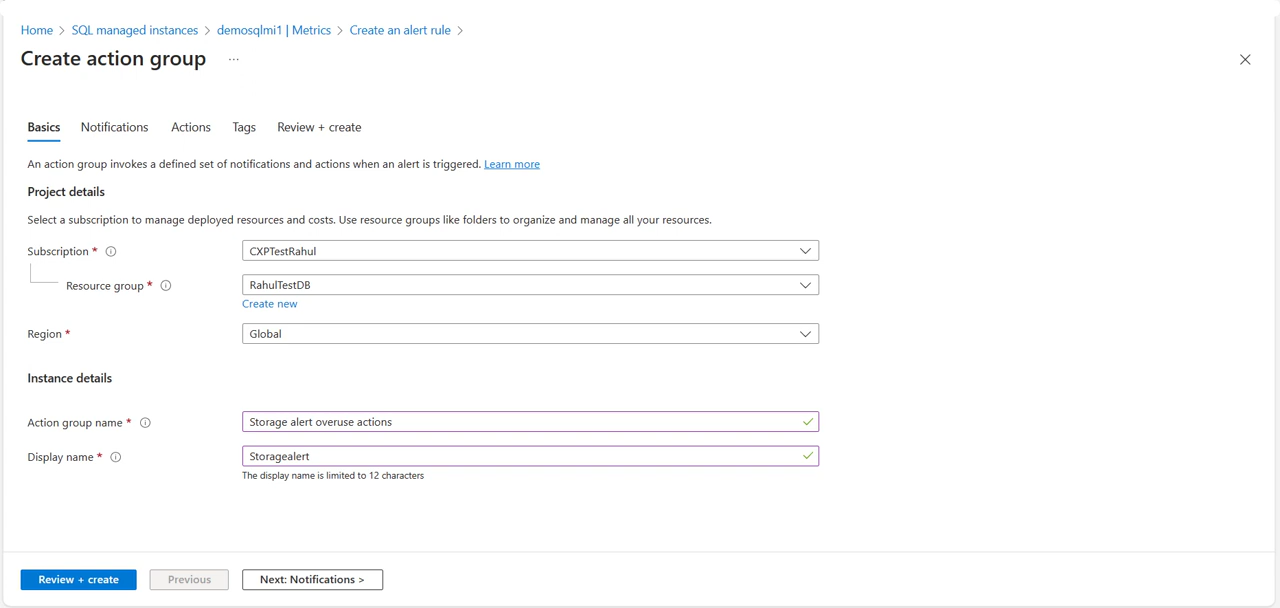 Home > SQL managed instances > demosqlmi1 | Metrics > Create an alert rule >
Create action group ...
Basics Notifications Actions Tags Review + create
An action group invokes a defined set of notifications and actions when an alert is triggered. Learn more
Project details
Select a subscription to manage deployed resources and costs. Use resource groups like folders to organize and manage all your resources.
Subscription * CXPTestRahul
Resource group * RahulTestDB
Create new
Region * Global
Instance details
Action group name * Storage alert overuse actions
Display name * Storagealert
The display name is limited to 12 characters
Review + create Previous Next: Notifications >